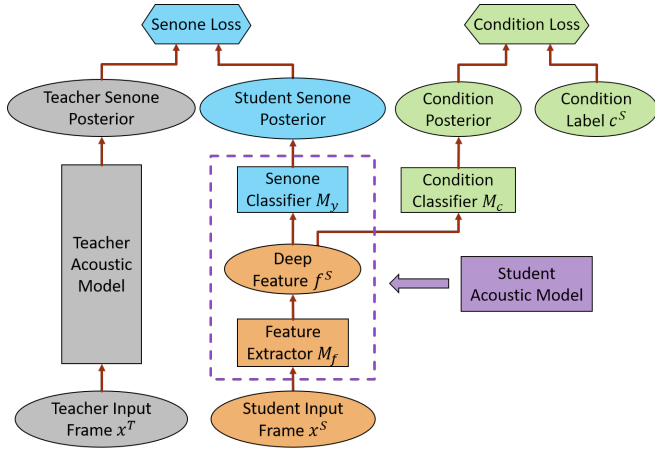 Senone Loss
Condition Loss
Teacher Senone
Posterior
Student Senone
Posterior
Condition
Posterior
Condition
Label c^S
Teacher
Acoustic
Model
Senone
Classifier M_y
Condition
Classifier M_c
Deep
Feature f^S
Student
Acoustic Model
Feature
Extractor M_f
Teacher Input
Frame x^T
Student Input
Frame x^S